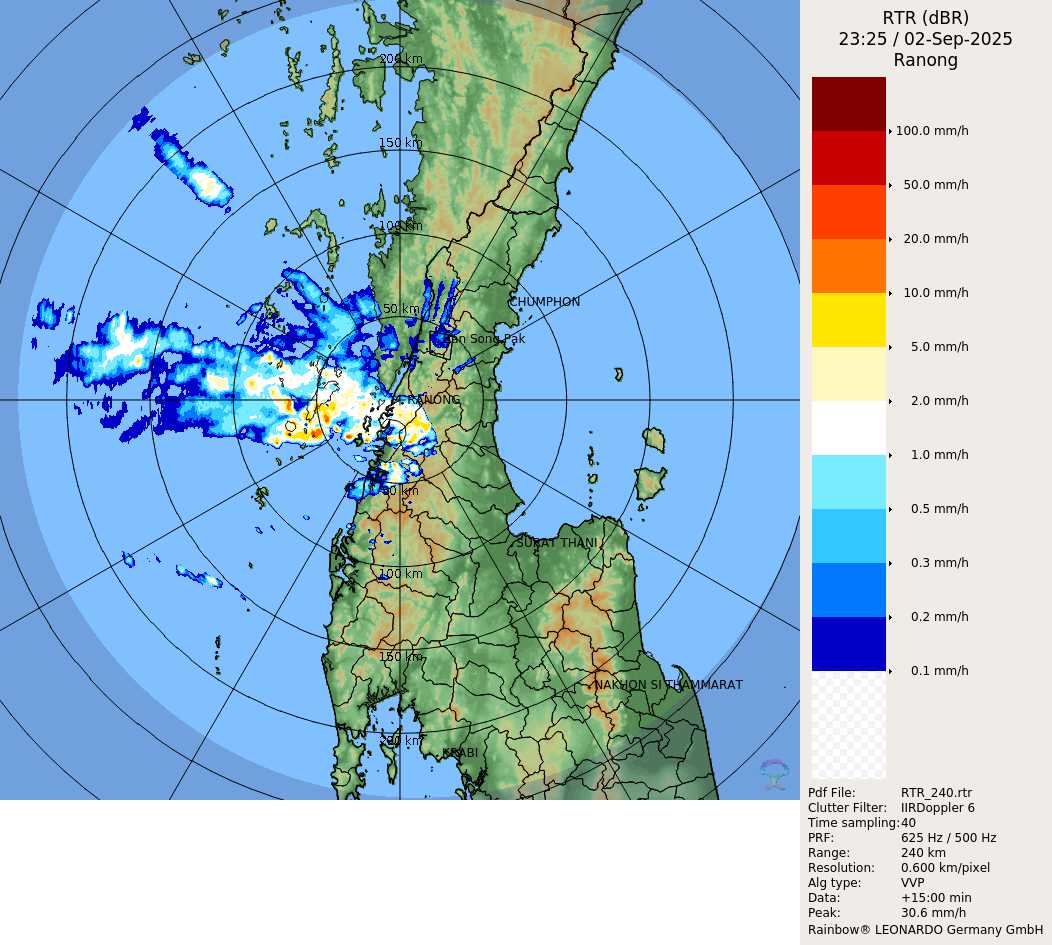 RTR (dBR)
23:25 / 02-Sep-2025
Ranong
200 km
150 km
100 km
50 km
CHUMPHON
Ban Song Pak
RANONG
50 km
SURAT THANI
100 km
150 km
NAKHON SI THAMMARAT
200 km
KRABI
100.0 mm/h
50.0 mm/h
20.0 mm/h
10.0 mm/h
5.0 mm/h
2.0 mm/h
1.0 mm/h
0.5 mm/h
0.3 mm/h
0.2 mm/h
0.1 mm/h
Pdf File: RTR_240.rtr
Clutter Filter: IIRDoppler 6
Time sampling:40
PRF: 625 Hz / 500 Hz
Range: 240 km
Resolution: 0.600 km/pixel
Alg type: VVP
Data: +15:00 min
Peak: 30.6 mm/h
Rainbow® LEONARDO Germany GmbH